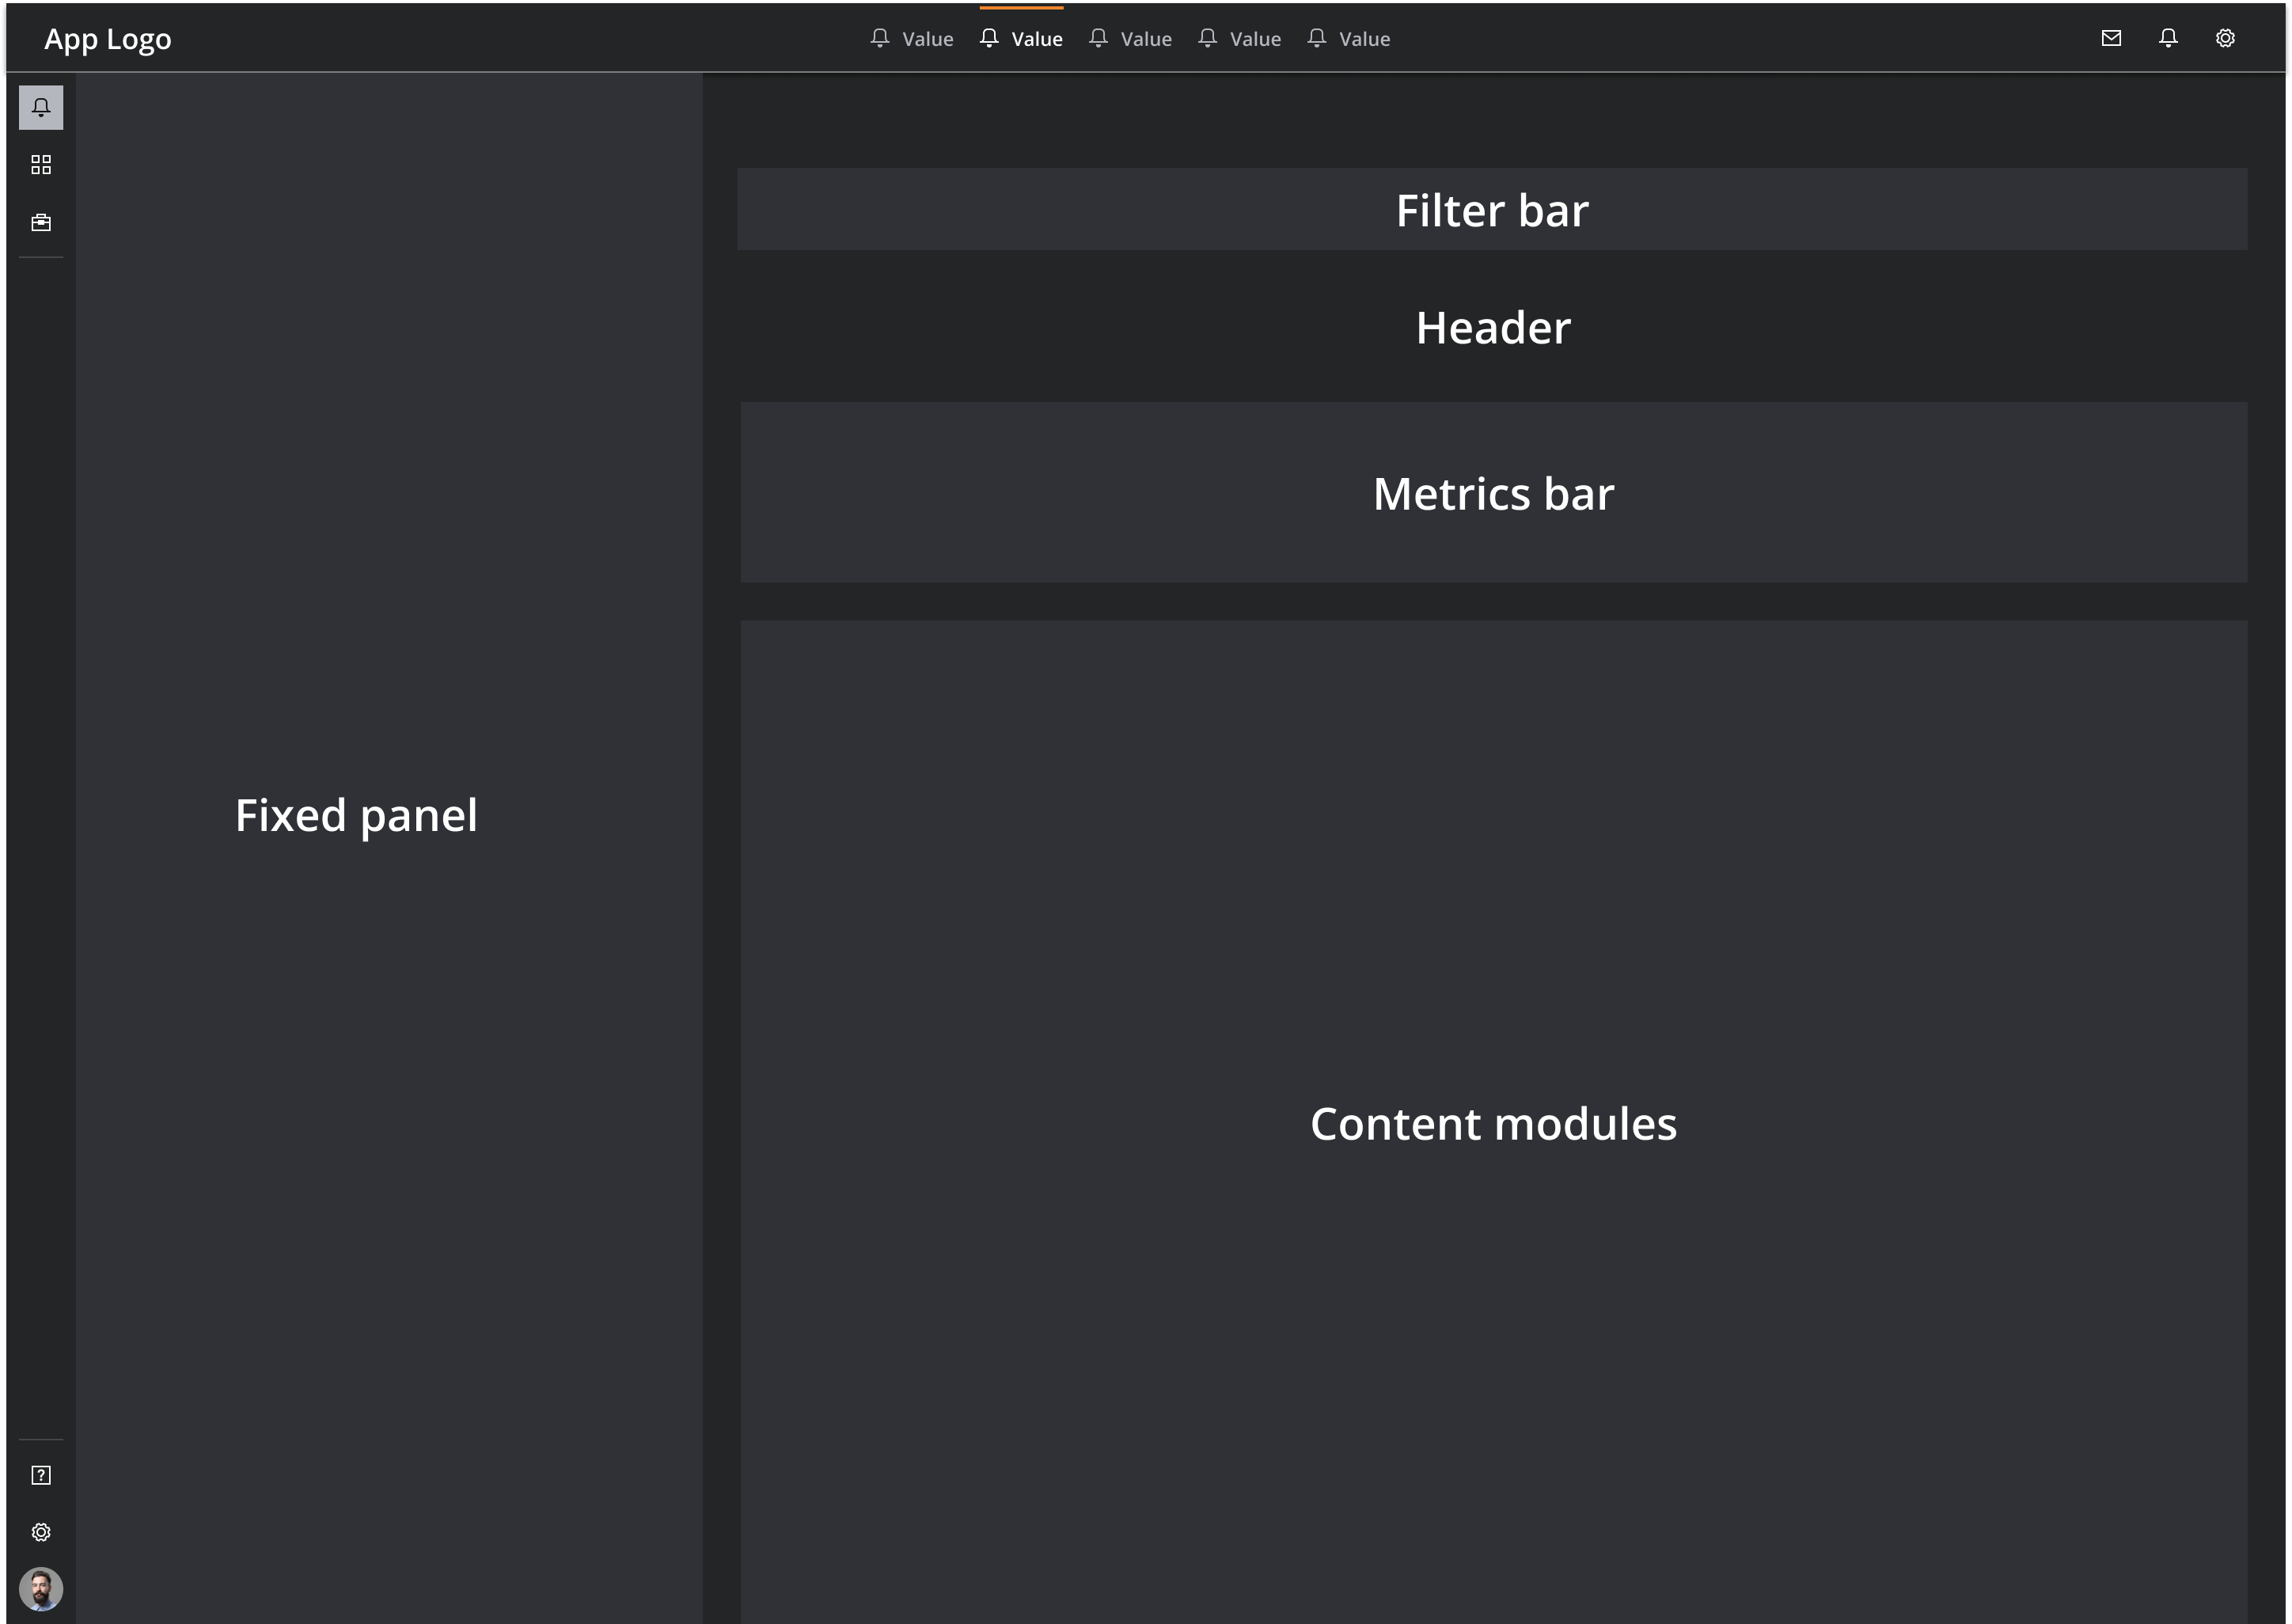 App Logo
Value
Value
Value
Value
Value
Filter bar
Header
Metrics bar
Fixed panel
Content modules
?